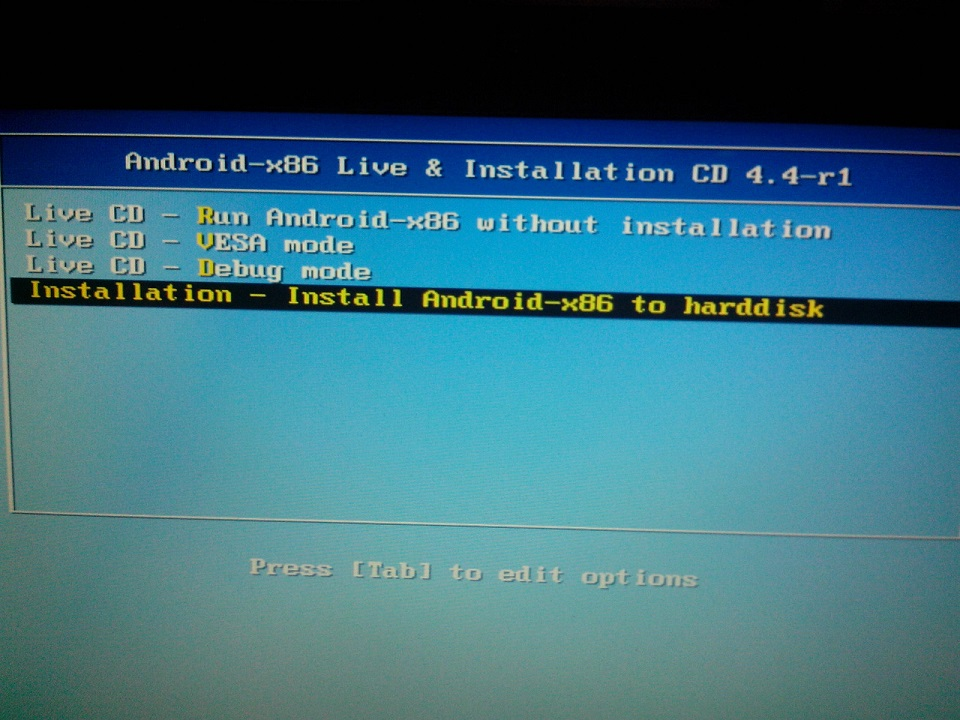 Android-x86 Live & Installation CD 4.4-r1
Live CD - Run Android-x86 without installation
Live CD - VESA mode
Live CD - Debug mode
Installation - Install Android-x86 to harddisk
Press [Tab] to edit options